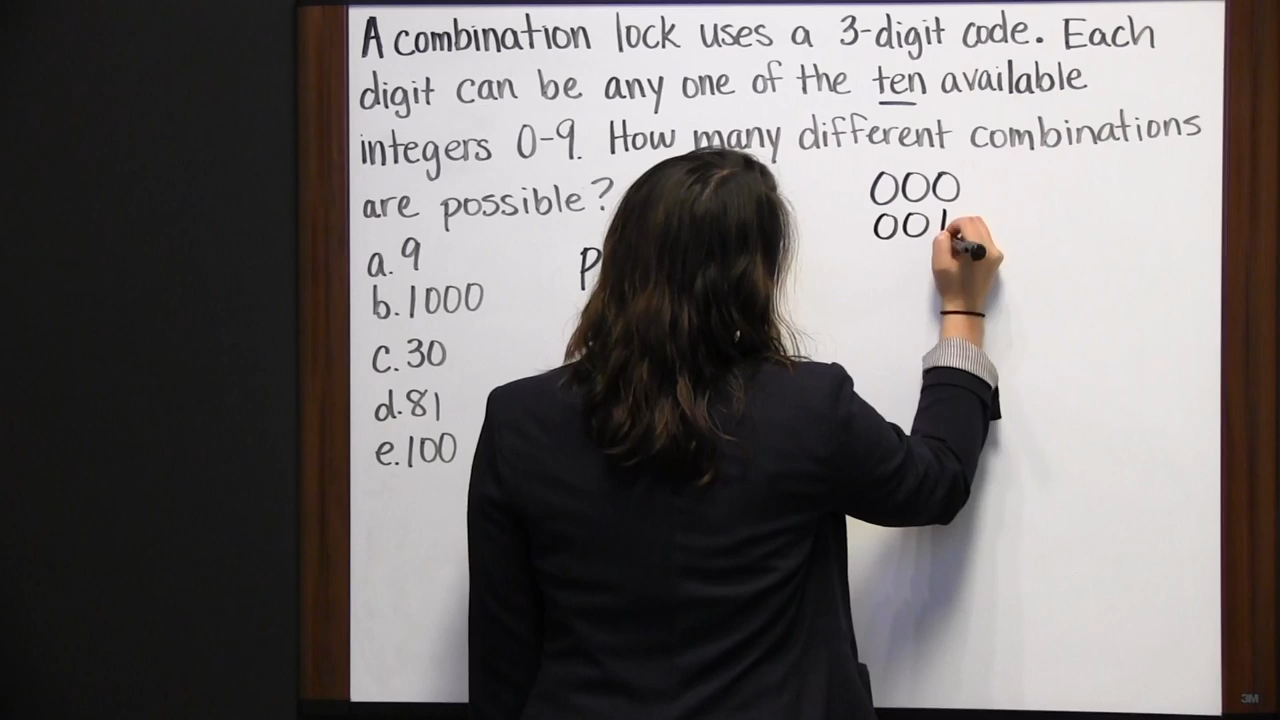 A combination lock uses a 3-digit code. Each
digit can be any one of the ten available
integers 0-9. How many different combinations
are possible?
000
001
a. 9
P
b. 1000
c. 30
d. 81
e. 100
3M